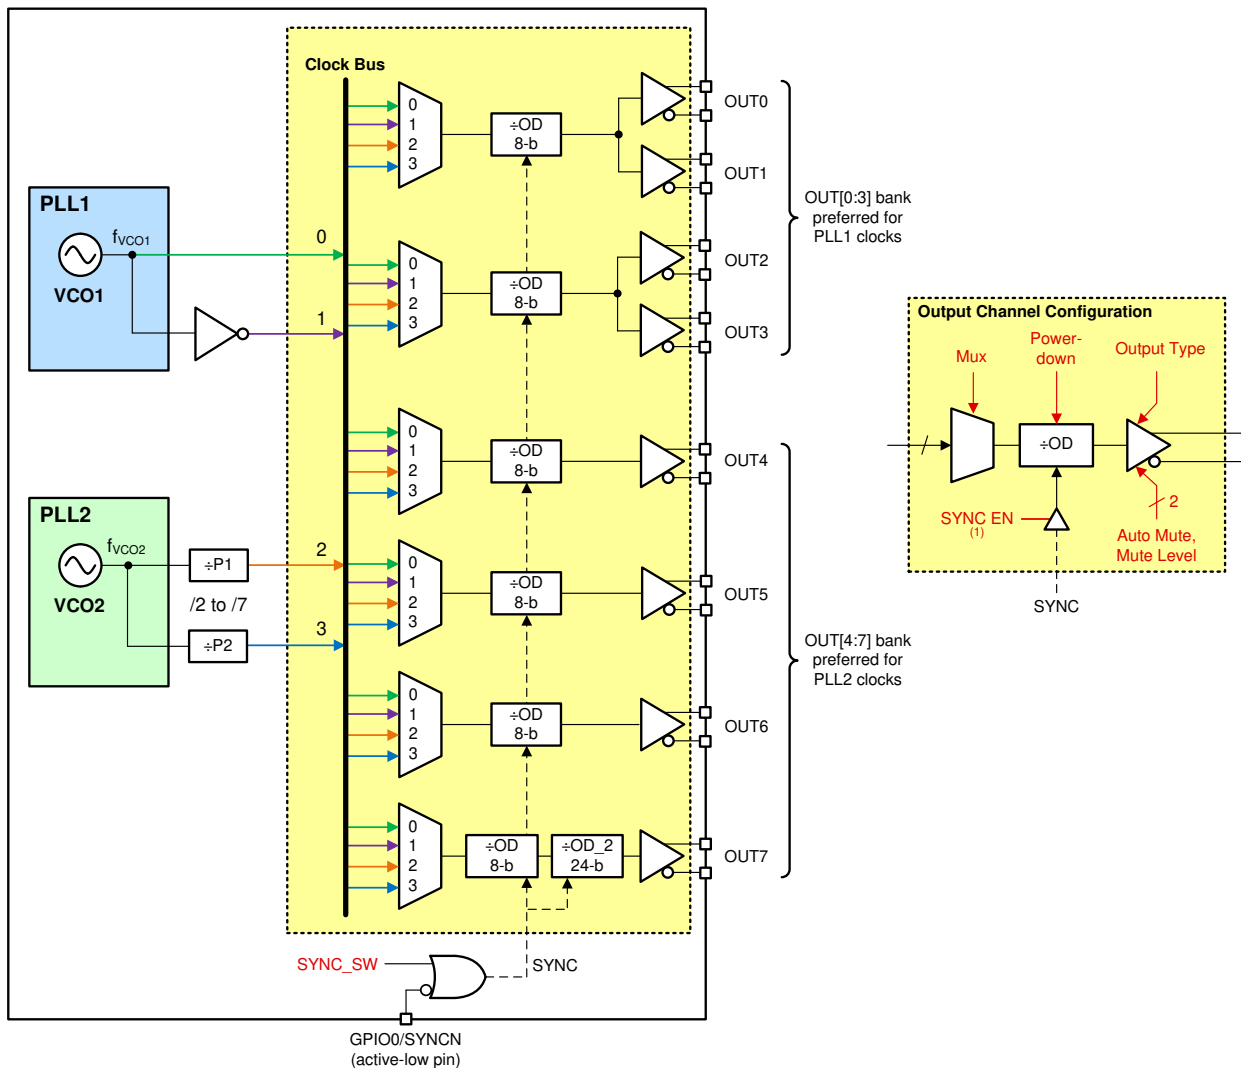 Clock Bus
0
1
2
3
÷OD
8-b
OUT0
OUT1
OUT[0:3] bank
preferred for
PLL1 clocks
PLL1
fVCO1
VCO1
0
1
0
1
2
3
÷OD
8-b
OUT2
OUT3
0
1
2
3
÷OD
8-b
OUT4
PLL2
fVCO2
VCO2
÷P1
/2 to /7
÷P2
2
3
0
1
2
3
÷OD
8-b
OUT5
OUT[4:7] bank
preferred for
PLL2 clocks
0
1
2
3
÷OD
8-b
OUT6
0
1
2
3
÷OD
8-b
÷OD_2
24-b
OUT7
SYNC_SW
SYNC
GPIO0/SYNCN
(active-low pin)
Output Channel Configuration
Mux
Power-
down
Output Type
÷OD
SYNC EN
(1)
2
Auto Mute,
Mute Level
SYNC